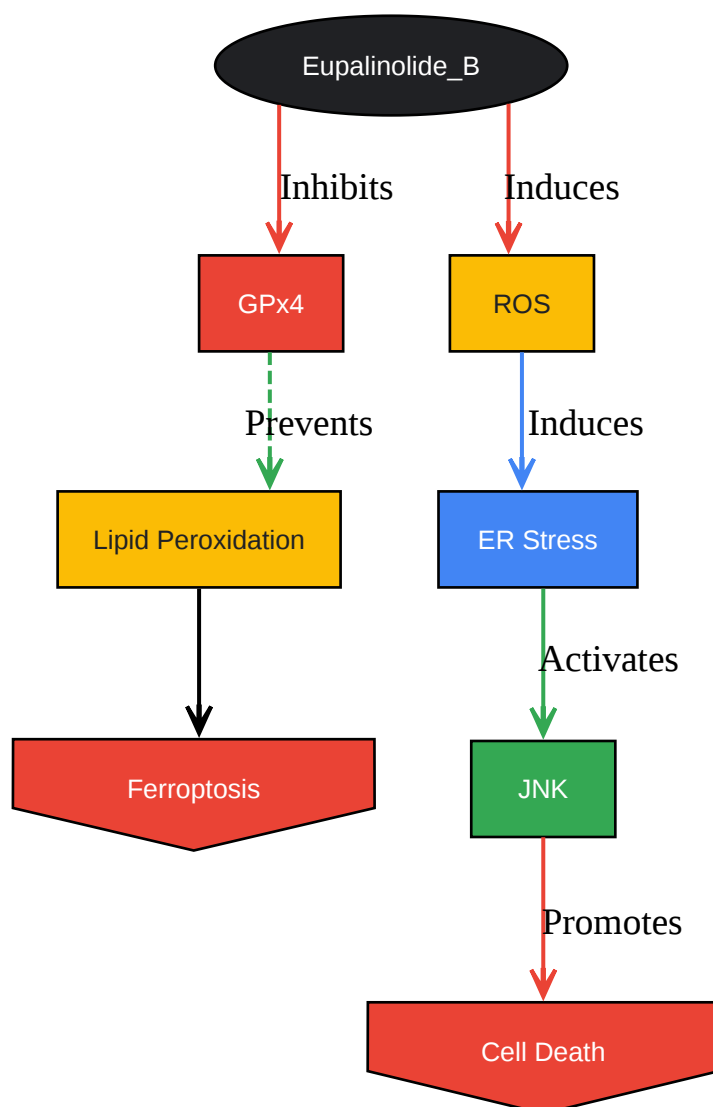 Eupalinolide_B
Inhibits
Induces
GPx4
ROS
Prevents
Induces
Lipid Peroxidation
ER Stress
Activates
Ferroptosis
JNK
Promotes
Cell Death